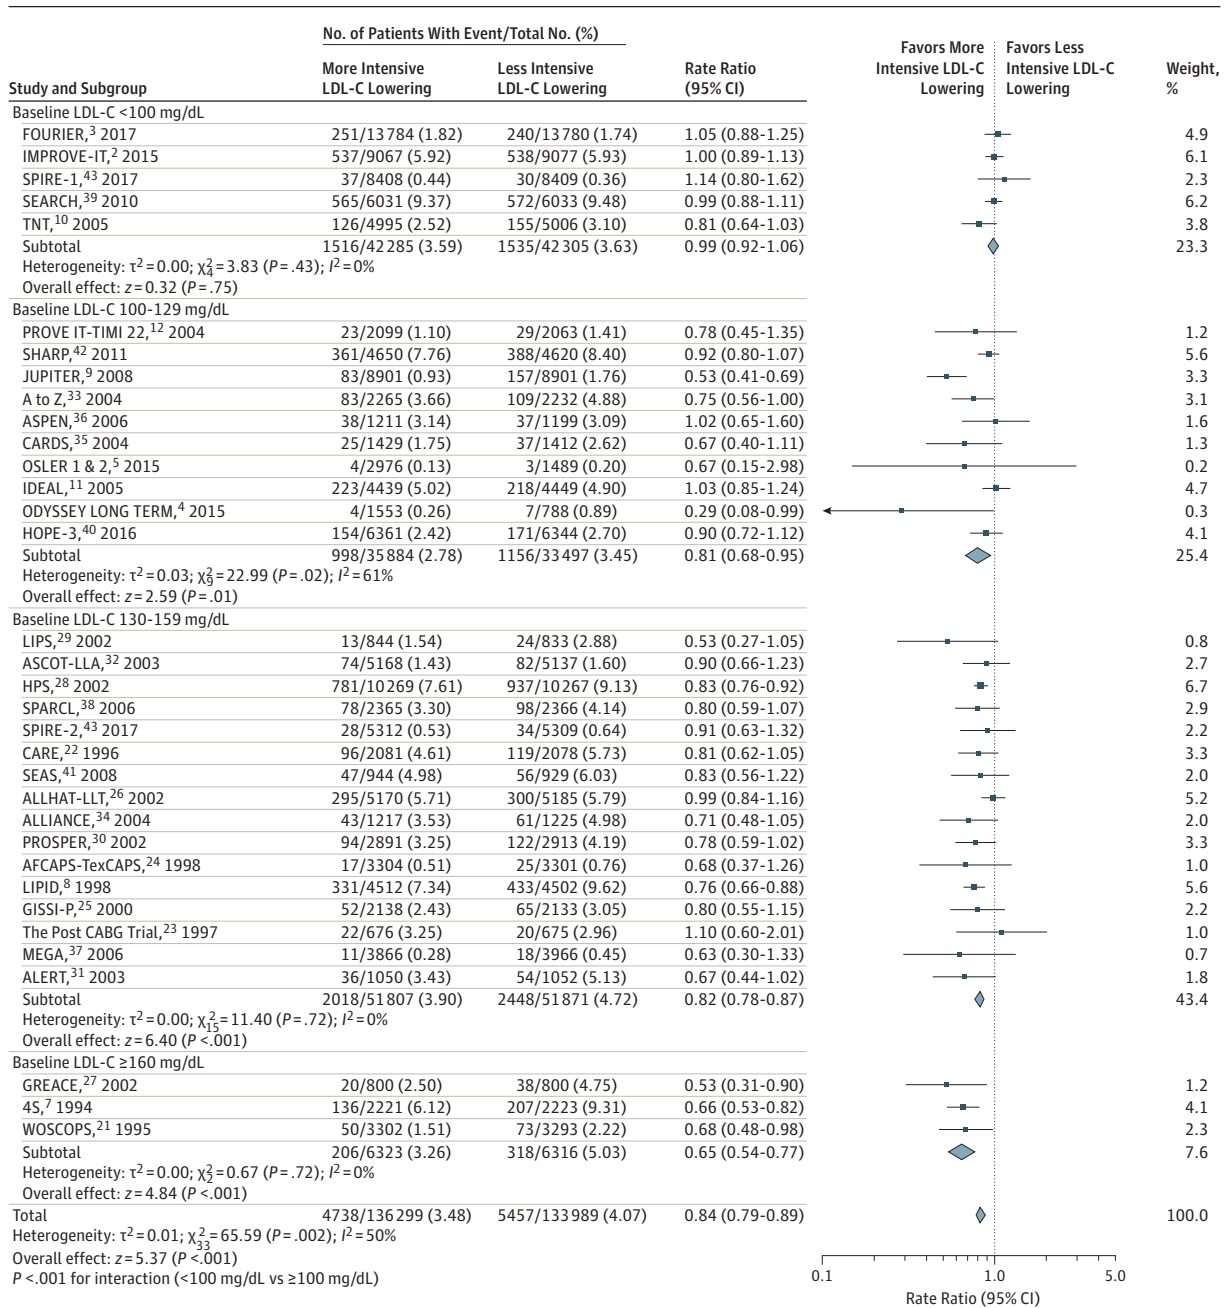 No. of Patients With Event/Total No. (%)
Study and Subgroup More Intensive LDL-C Lowering Less Intensive LDL-C Lowering Rate Ratio (95% CI) Favors More Intensive LDL-C Lowering Favors Less Intensive LDL-C Lowering Weight, %
Baseline LDL-C <100 mg/dL
FOURIER,3 2017 251/13 784 (1.82) 240/13 780 (1.74) 1.05 (0.88-1.25) 4.9
IMPROVE-IT,2 2015 537/9067 (5.92) 538/9077 (5.93) 1.00 (0.89-1.13) 6.1
SPIRE-1,43 2017 37/8408 (0.44) 30/8409 (0.36) 1.14 (0.80-1.62) 2.3
SEARCH,39 2010 565/6031 (9.37) 572/6033 (9.48) 0.99 (0.88-1.11) 6.2
TNT,10 2005 126/4995 (2.52) 155/5006 (3.10) 0.81 (0.64-1.03) 3.8
Subtotal 1516/42 285 (3.59) 1535/42 305 (3.63) 0.99 (0.92-1.06) 23.3
Heterogeneity: τ2 = 0.00; χ2 4 = 3.83 (P = .43); I2 = 0%
Overall effect: z = 0.32 (P = .75)
Baseline LDL-C 100-129 mg/dL
PROVE IT-TIMI 22,12 2004 23/2099 (1.10) 29/2063 (1.41) 0.78 (0.45-1.35) 1.2
SHARP,42 2011 361/4650 (7.76) 388/4620 (8.40) 0.92 (0.80-1.07) 5.6
JUPITER,9 2008 83/8901 (0.93) 157/8901 (1.76) 0.53 (0.41-0.69) 3.3
A to Z,33 2004 83/2265 (3.66) 109/2232 (4.88) 0.75 (0.56-1.00) 3.1
ASPEN,36 2006 38/1211 (3.14) 37/1199 (3.09) 1.02 (0.65-1.60) 1.6
CARDS,35 2004 25/1429 (1.75) 37/1412 (2.62) 0.67 (0.40-1.11) 1.3
OSLER 1 & 2,5 2015 4/2976 (0.13) 3/1489 (0.20) 0.67 (0.15-2.98) 0.2
IDEAL,11 2005 223/4439 (5.02) 218/4449 (4.90) 1.03 (0.85-1.24) 4.7
ODYSSEY LONG TERM,4 2015 4/1553 (0.26) 7/788 (0.89) 0.29 (0.08-0.99) 0.3
HOPE-3,40 2016 154/6361 (2.42) 171/6344 (2.70) 0.90 (0.72-1.12) 4.1
Subtotal 998/35 884 (2.78) 1156/33 497 (3.45) 0.81 (0.68-0.95) 25.4
Heterogeneity: τ2 = 0.03; χ2 9 = 22.99 (P = .02); I2 = 61%
Overall effect: z = 2.59 (P = .01)
Baseline LDL-C 130-159 mg/dL
LIPS,29 2002 13/844 (1.54) 24/833 (2.88) 0.53 (0.27-1.05) 0.8
ASCOT-LLA,32 2003 74/5168 (1.43) 82/5137 (1.60) 0.90 (0.66-1.23) 2.7
HPS,28 2002 781/10 269 (7.61) 937/10 267 (9.13) 0.83 (0.76-0.92) 6.7
SPARCL,38 2006 78/2365 (3.30) 98/2366 (4.14) 0.80 (0.59-1.07) 2.9
SPIRE-2,43 2017 28/5312 (0.53) 34/5309 (0.64) 0.91 (0.63-1.32) 2.2
CARE,22 1996 96/2081 (4.61) 119/2078 (5.73) 0.81 (0.62-1.05) 3.3
SEAS,41 2008 47/944 (4.98) 56/929 (6.03) 0.83 (0.56-1.22) 2.0
ALLHAT-LLT,26 2002 295/5170 (5.71) 300/5185 (5.79) 0.99 (0.84-1.16) 5.2
ALLIANCE,34 2004 43/1217 (3.53) 61/1225 (4.98) 0.71 (0.48-1.05) 2.0
PROSPER,30 2002 94/2891 (3.25) 122/2913 (4.19) 0.78 (0.59-1.02) 3.3
AFCAPS-TexCAPS,24 1998 17/3304 (0.51) 25/3301 (0.76) 0.68 (0.37-1.26) 1.0
LIPID,8 1998 331/4512 (7.34) 433/4502 (9.62) 0.76 (0.66-0.88) 5.6
GISSI-P,25 2000 52/2138 (2.43) 65/2133 (3.05) 0.80 (0.55-1.15) 2.2
The Post CABG Trial,23 1997 22/676 (3.25) 20/675 (2.96) 1.10 (0.60-2.01) 1.0
MEGA,37 2006 11/3866 (0.28) 18/3966 (0.45) 0.63 (0.30-1.33) 0.7
ALERT,31 2003 36/1050 (3.43) 54/1052 (5.13) 0.67 (0.44-1.02) 1.8
Subtotal 2018/51 807 (3.90) 2448/51 871 (4.72) 0.82 (0.78-0.87) 43.4
Heterogeneity: τ2 = 0.00; χ2 15 = 11.40 (P = .72); I2 = 0%
Overall effect: z = 6.40 (P <.001)
Baseline LDL-C ≥160 mg/dL
GREACE,27 2002 20/800 (2.50) 38/800 (4.75) 0.53 (0.31-0.90) 1.2
4S,7 1994 136/2221 (6.12) 207/2223 (9.31) 0.66 (0.53-0.82) 4.1
WOSCOPS,21 1995 50/3302 (1.51) 73/3293 (2.22) 0.68 (0.48-0.98) 2.3
Subtotal 206/6323 (3.26) 318/6316 (5.03) 0.65 (0.54-0.77) 7.6
Heterogeneity: τ2 = 0.00; χ2 2 = 0.67 (P = .72); I2 = 0%
Overall effect: z = 4.84 (P <.001)
Total 4738/136 299 (3.48) 5457/133 989 (4.07) 0.84 (0.79-0.89) 100.0
Heterogeneity: τ2 = 0.01; χ2 33 = 65.59 (P = .002); I2 = 50%
Overall effect: z = 5.37 (P <.001)
P <.001 for interaction (<100 mg/dL vs ≥100 mg/dL)
0.1 1.0 5.0
Rate Ratio (95% CI)